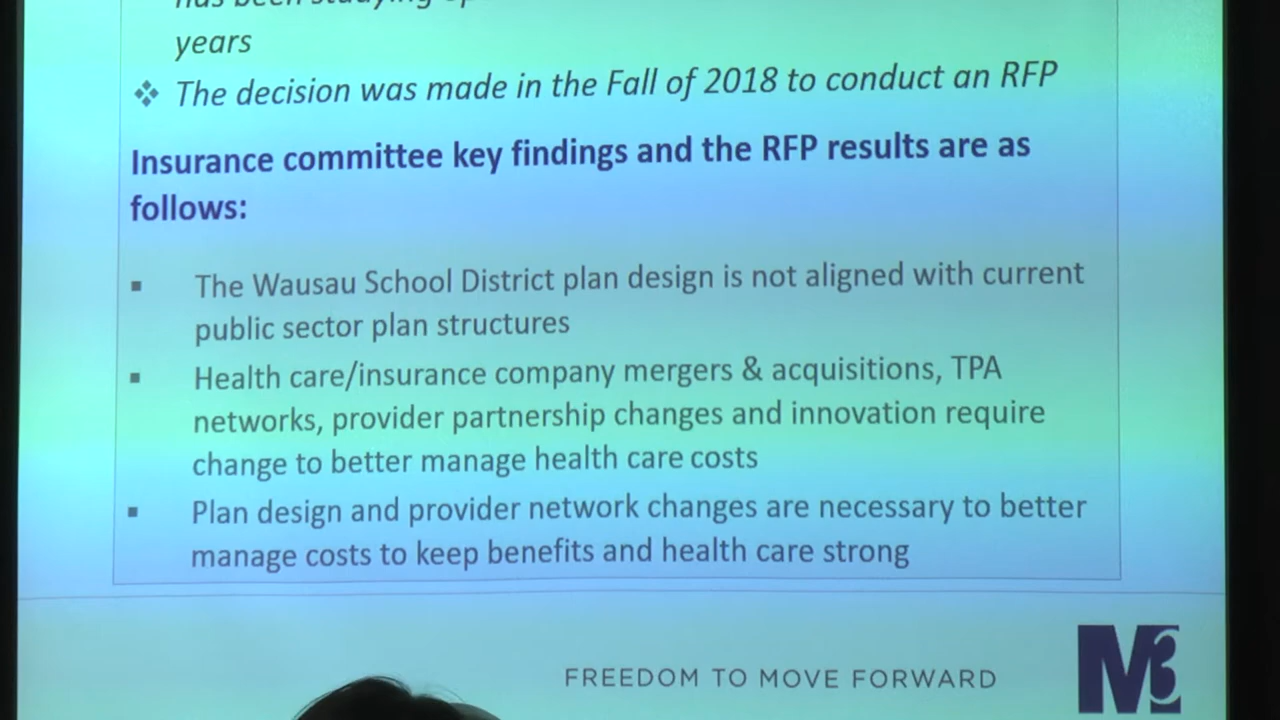 has been studying
years
❖ The decision was made in the Fall of 2018 to conduct an RFP
Insurance committee key findings and the RFP results are as
follows:
▪ The Wausau School District plan design is not aligned with current
public sector plan structures
▪ Health care/insurance company mergers & acquisitions, TPA
networks, provider partnership changes and innovation require
change to better manage health care costs
▪ Plan design and provider network changes are necessary to better
manage costs to keep benefits and health care strong
FREEDOM TO MOVE FORWARD
M3